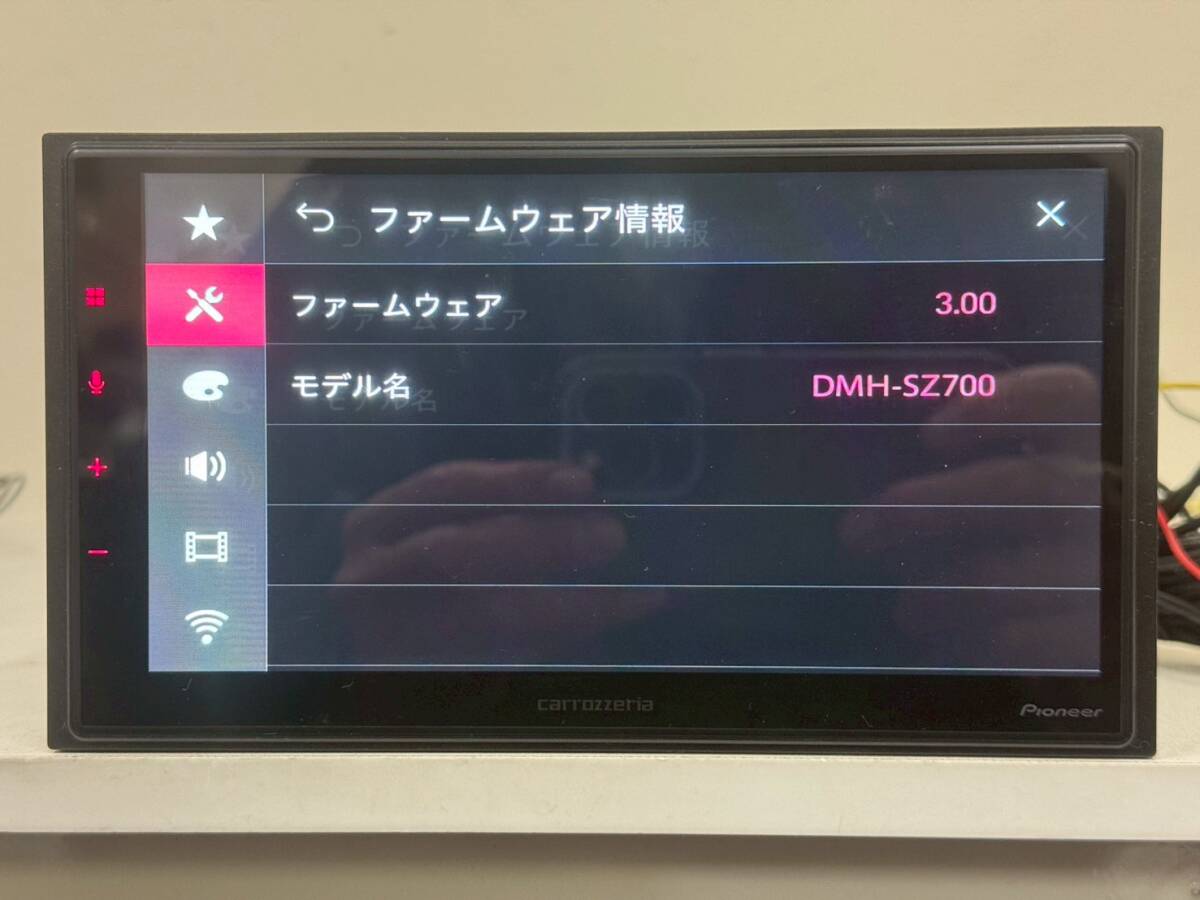 ファームウェア情報
ファームウェア 3.00
モデル名 DMH-SZ700
carrozzeria
Pioneer